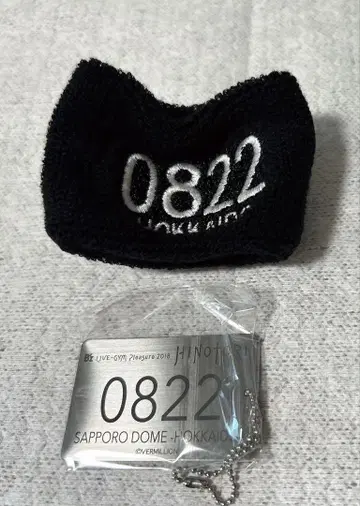 0822
HOKKAIDO
B'z LIVE-GYM Pleasure 2018 HINOTORI
0822
SAPPORO DOME -HOKKAIDO
©VERMILLION